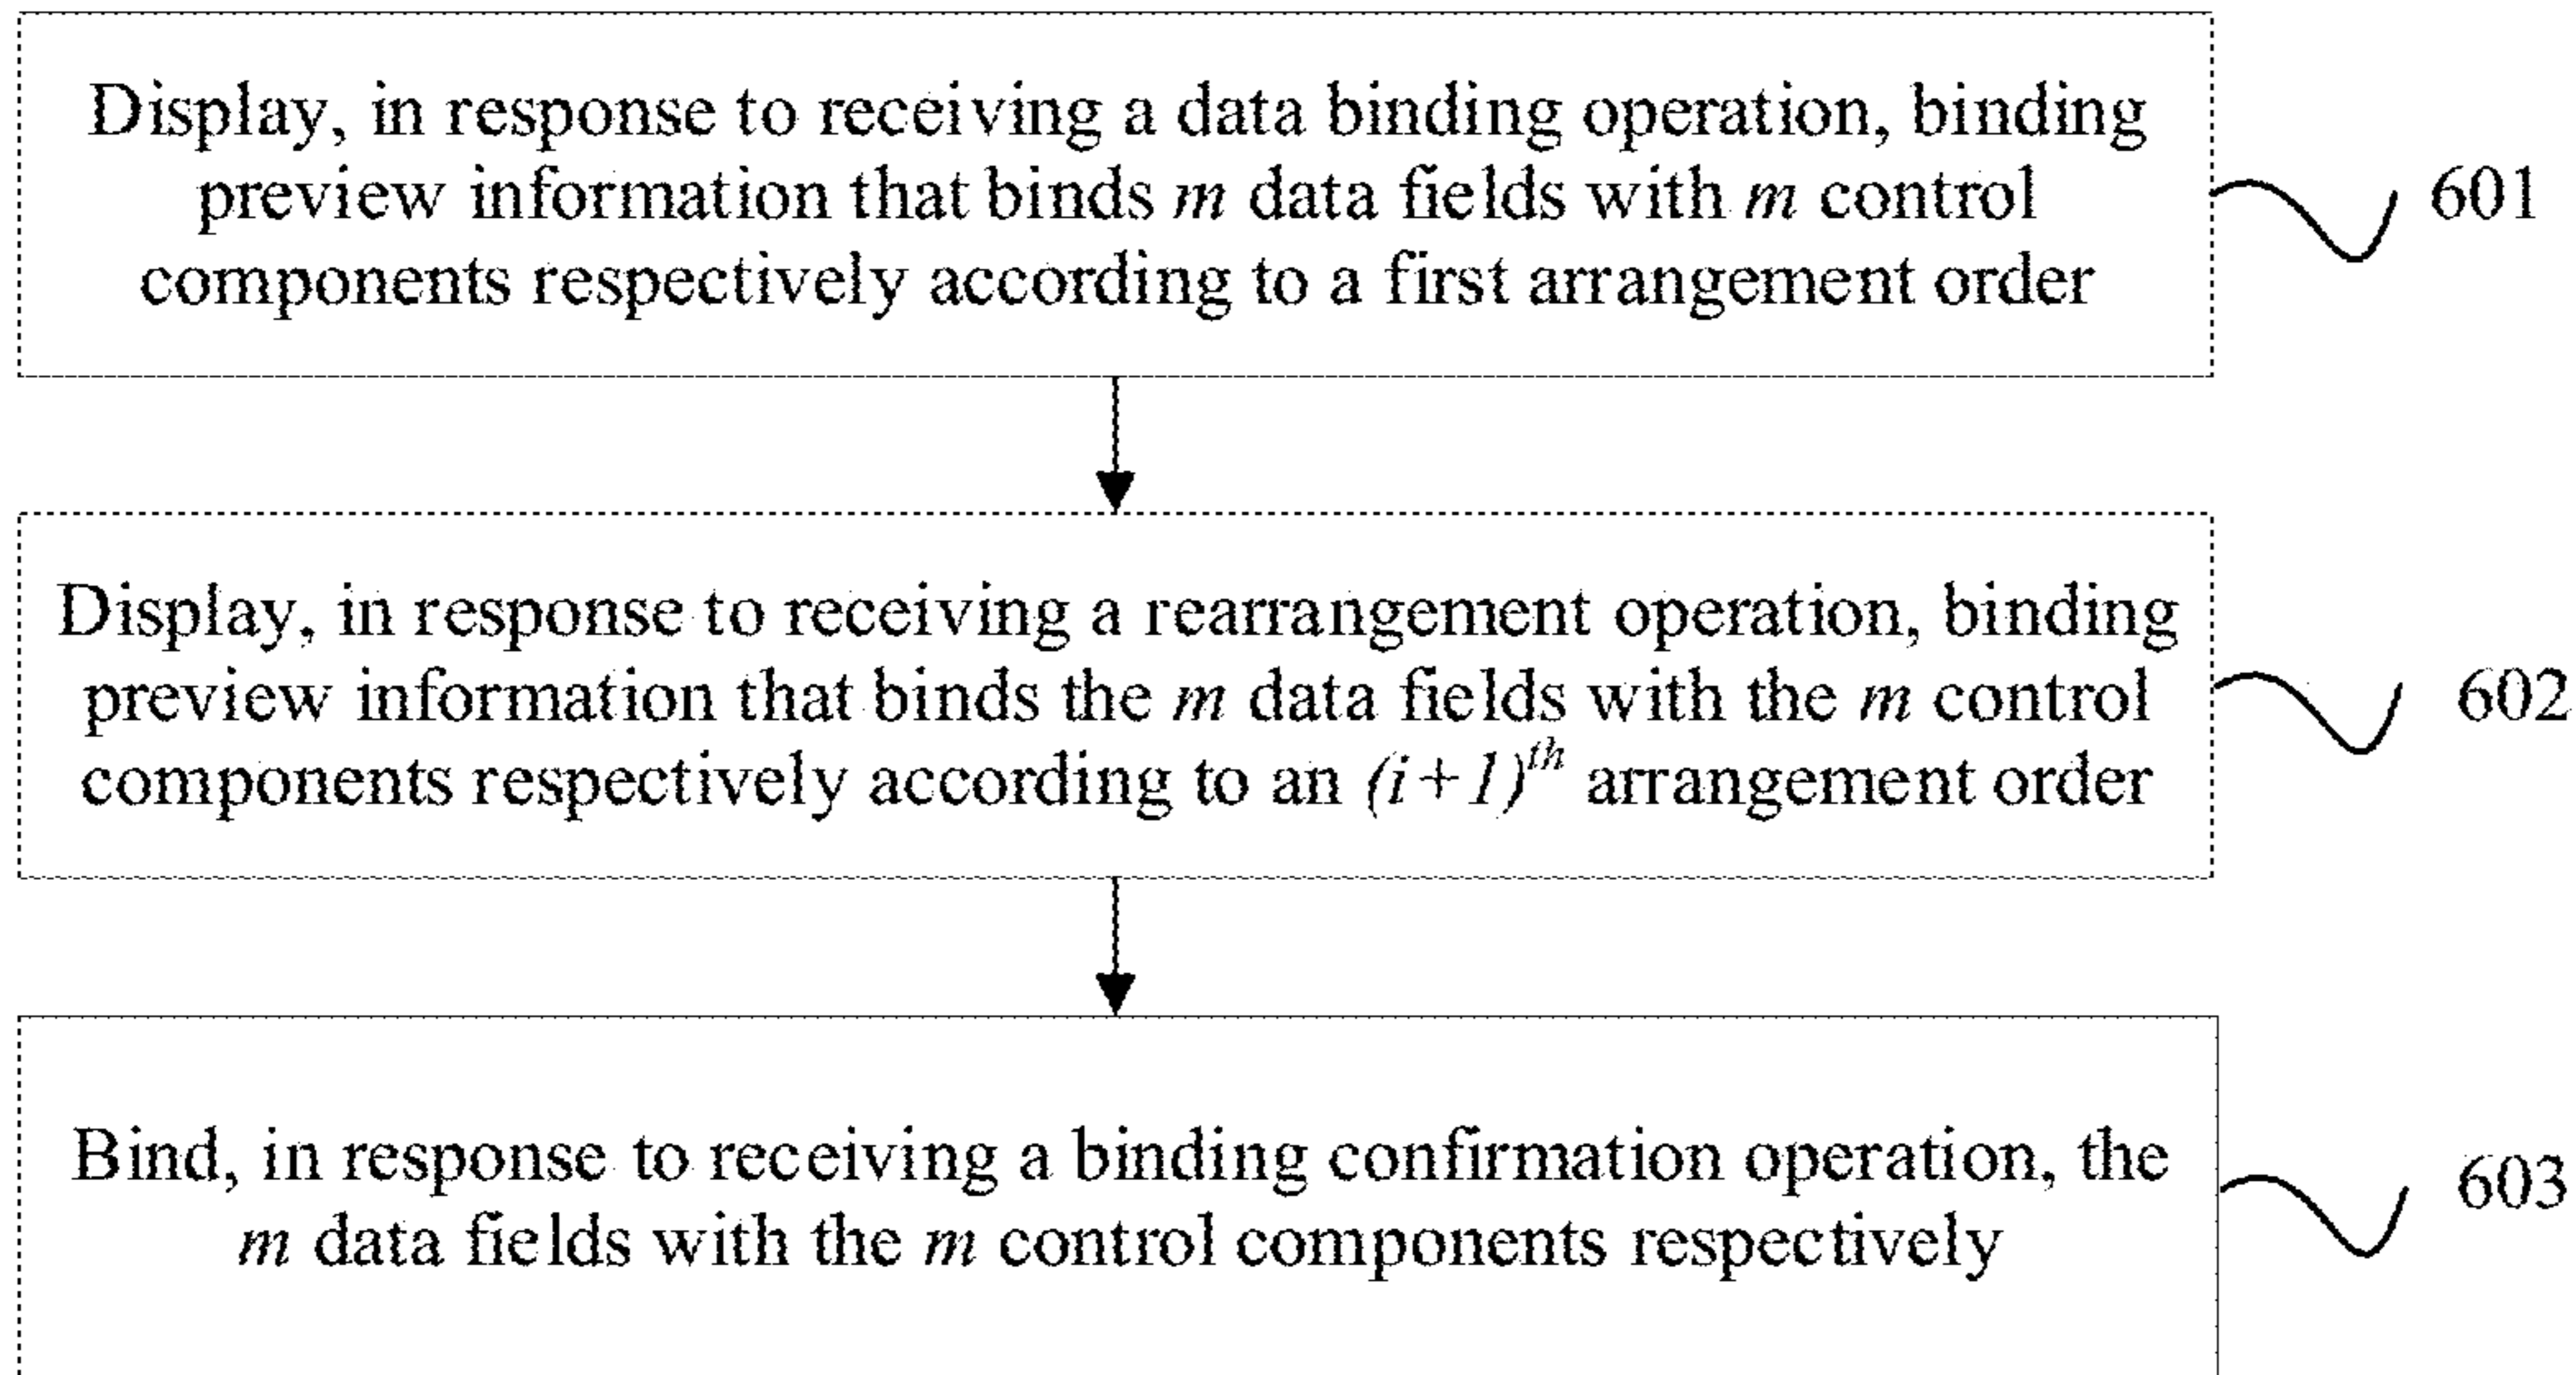 Display, in response to receiving a data binding operation, binding
preview information that binds m data fields with m control
components respectively according to a first arrangement order
601
Display, in response to receiving a rearrangement operation, binding
preview information that binds the m data fields with the m control
components respectively according to an (i+1)th arrangement order
602
Bind, in response to receiving a binding confirmation operation, the
m data fields with the m control components respectively
603